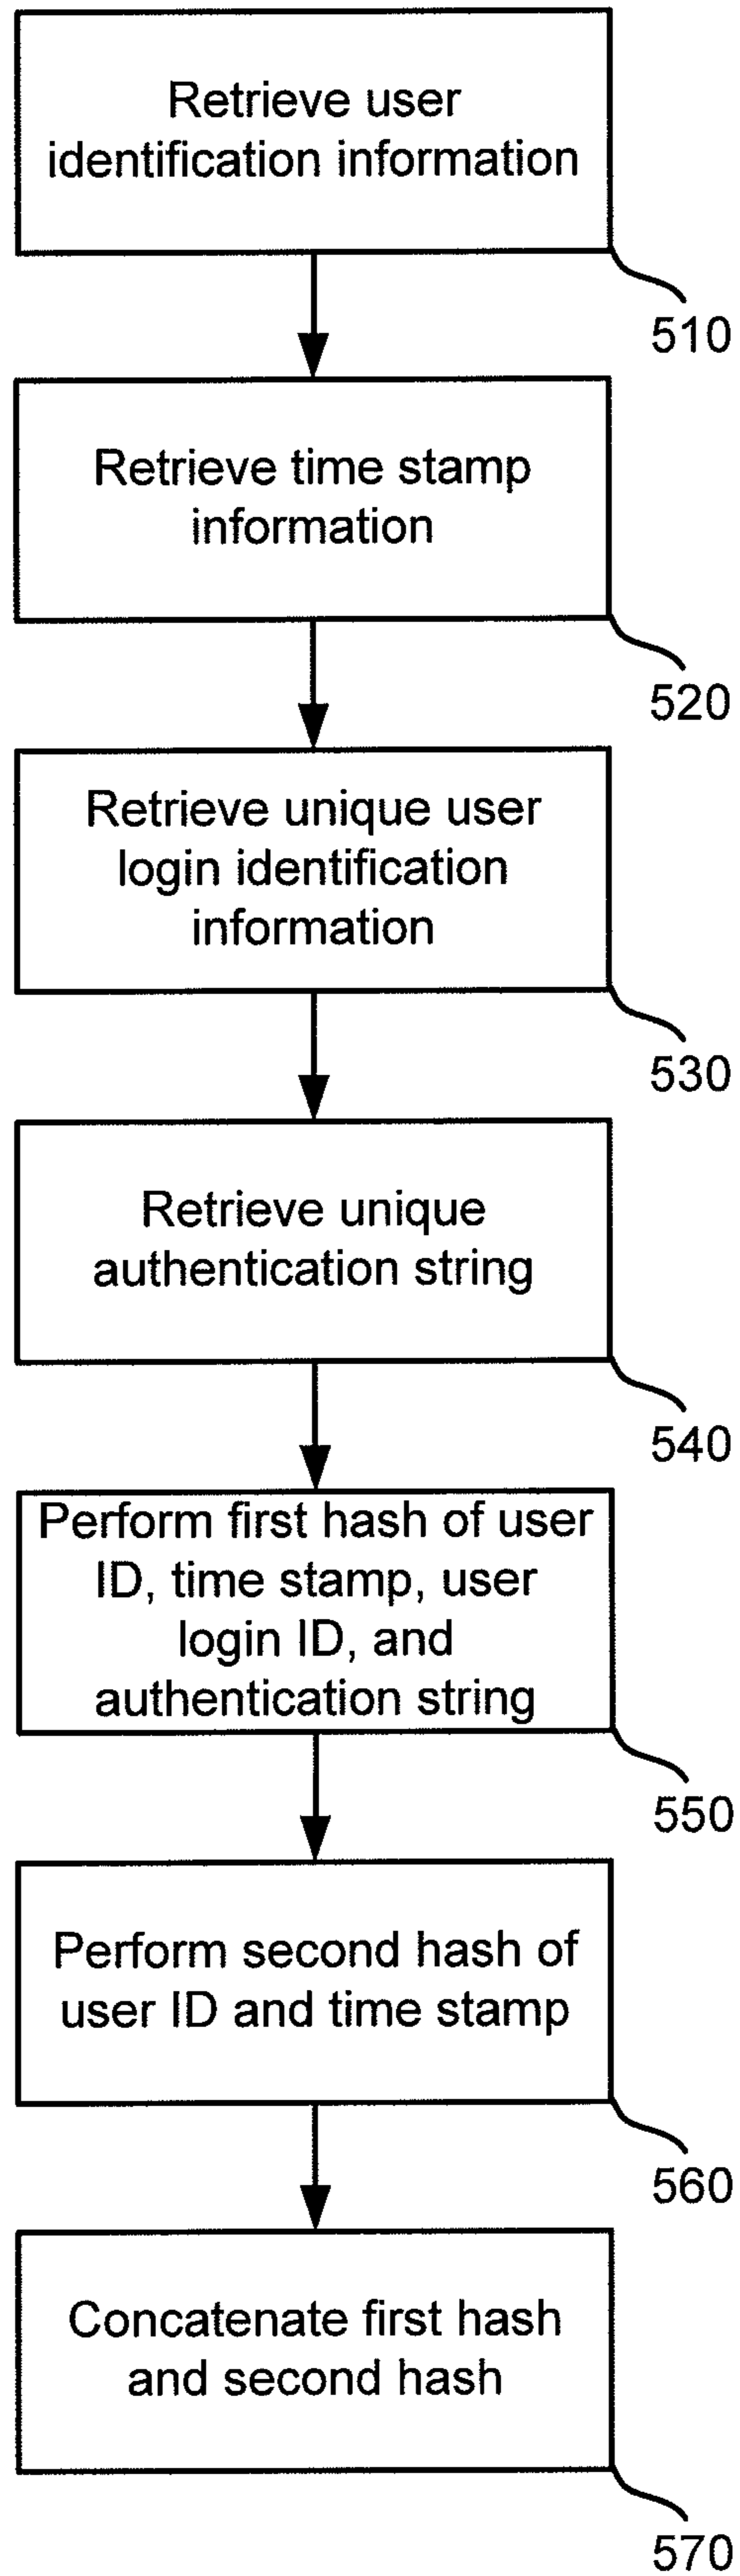 Retrieve user
identification information
510
Retrieve time stamp
information
520
Retrieve unique user
login identification
information
530
Retrieve unique
authentication string
540
Perform first hash of user
ID, time stamp, user
login ID, and
authentication string
550
Perform second hash of
user ID and time stamp
560
Concatenate first hash
and second hash
570